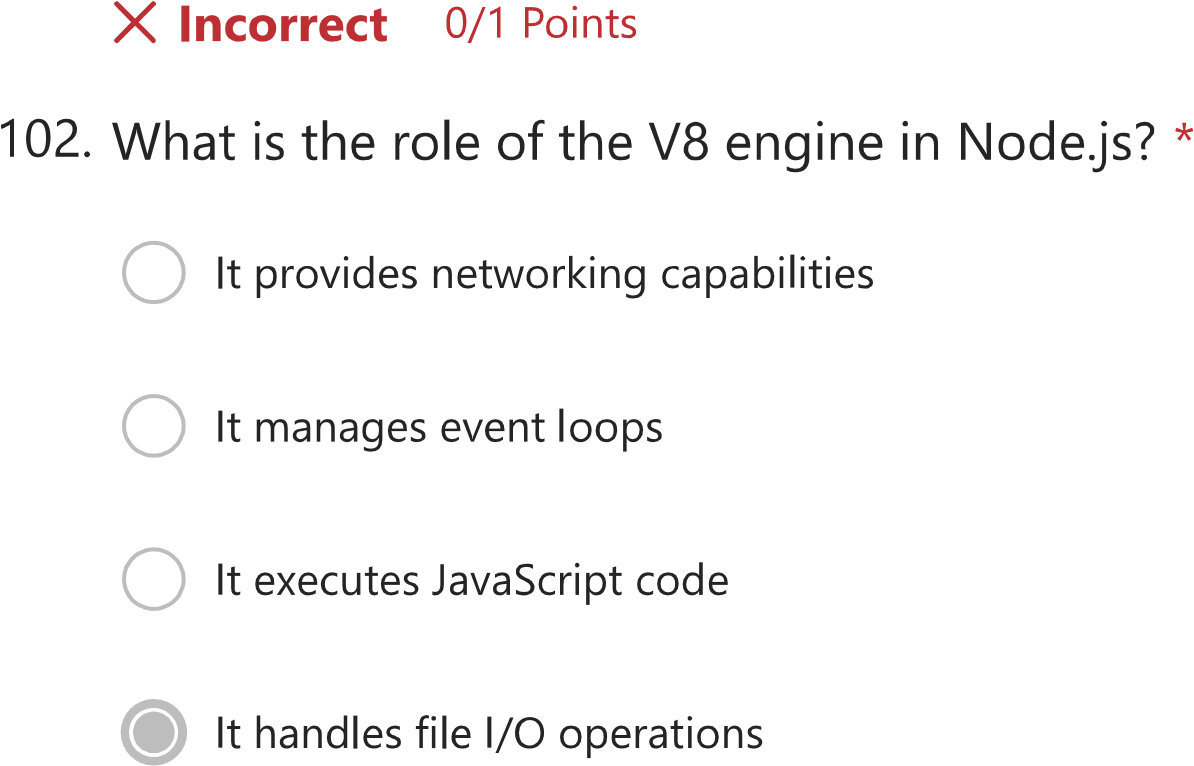 Incorrect 0/1 Points
102. What is the role of the V8 engine in Node.js? *
It provides networking capabilities
It manages event loops
It executes JavaScript code
It handles file I/O operations